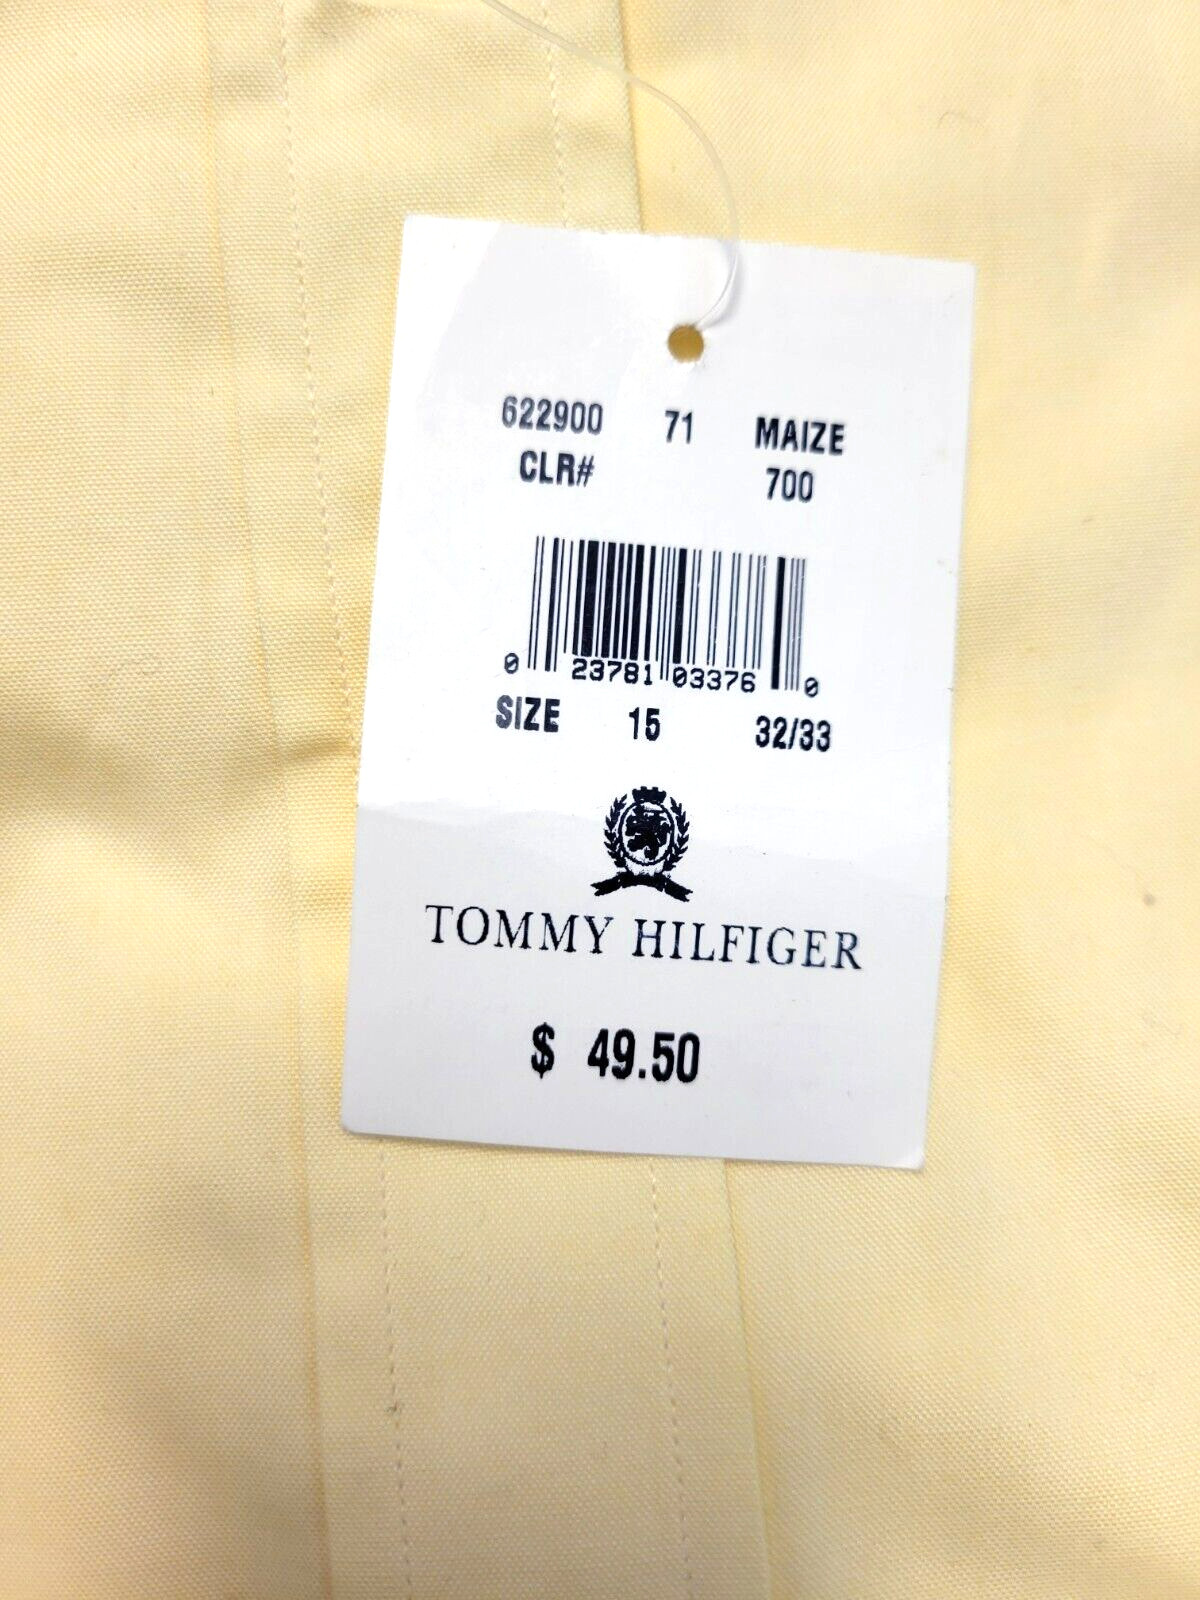 622900 71 MAIZE
CLR# 700
0 23781 03376 0
SIZE 15 32/33
TOMMY HILFIGER
$ 49.50